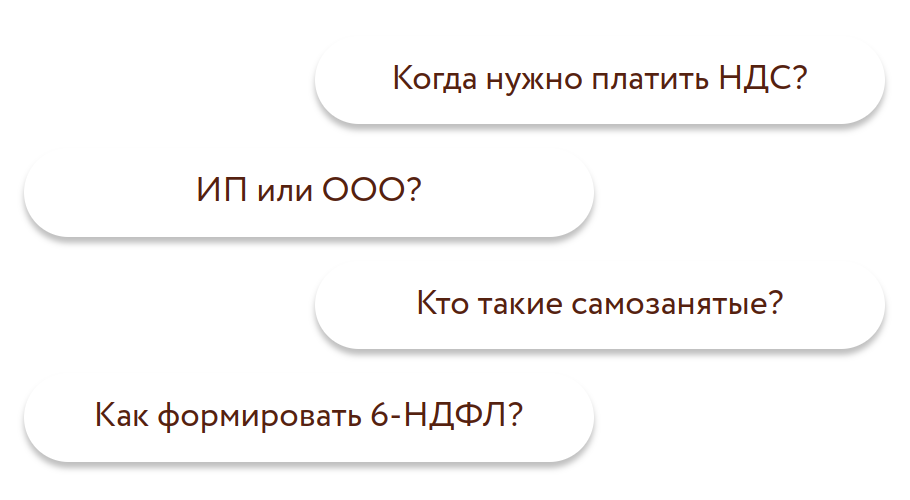 Когда нужно платить НДС?
ИП или ООО?
Кто такие самозанятые?
Как формировать 6-НДФЛ?